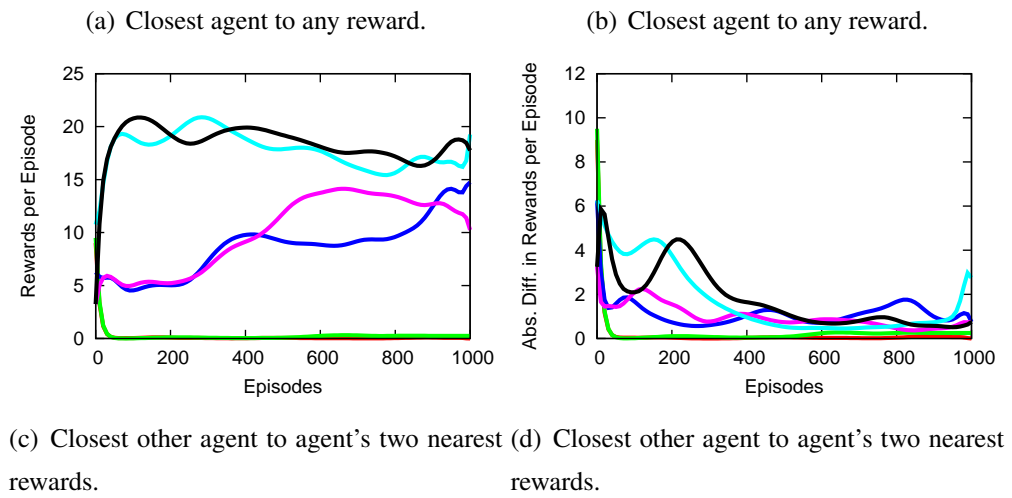 (a) Closest agent to any reward.
(b) Closest agent to any reward.
Rewards per Episode
25
20
15
10
5
0
0 200 400 600 800 1000
Episodes
Abs. Diff. in Rewards per Episode
12
10
8
6
4
2
0
0 200 400 600 800 1000
Episodes
(c) Closest other agent to agent's two nearest
rewards.
(d) Closest other agent to agent's two nearest
rewards.